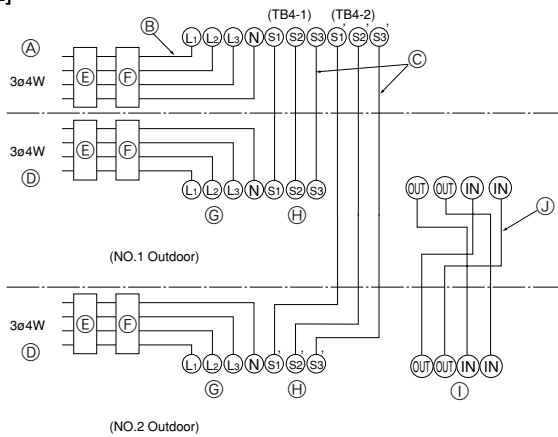 (TB4-1) (TB4-2)
Ⓐ Ⓑ L1 L2 L3 N S1 S2 S3 S1' S2' S3'
3ø4W Ⓔ Ⓕ Ⓒ
3ø4W Ⓔ Ⓕ
Ⓓ L1 L2 L3 N S1 S2 S3 OUT OUT IN IN
Ⓖ Ⓗ Ⓙ
(NO.1 Outdoor)
3ø4W Ⓔ Ⓕ
Ⓓ L1 L2 L3 N S1' S2' S3' OUT OUT IN IN
Ⓖ Ⓗ Ⓘ
(NO.2 Outdoor)